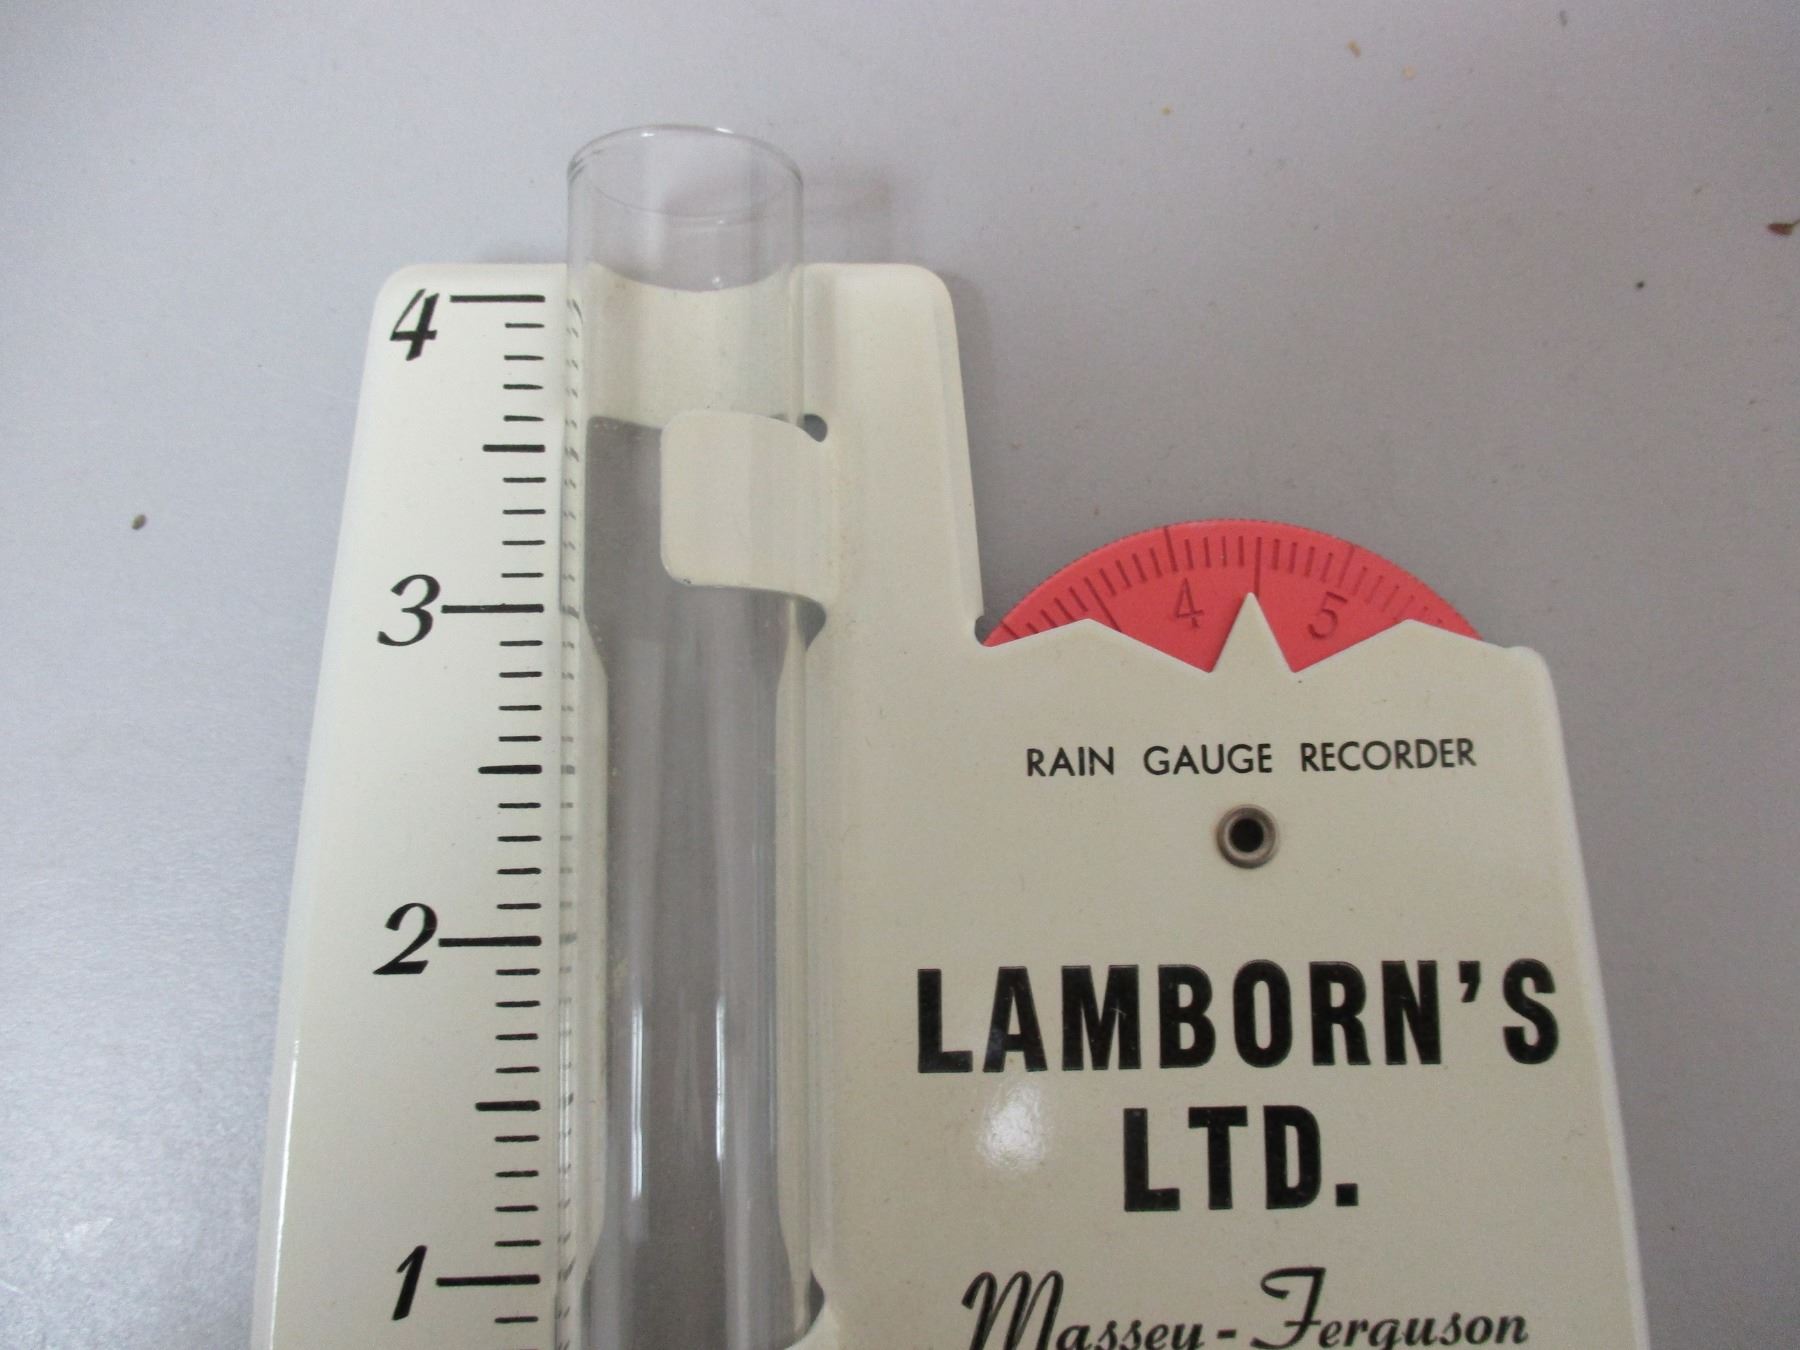 4
3
2
1
4 5
RAIN GAUGE RECORDER
LAMBORN'S
LTD.
Massey-Ferguson